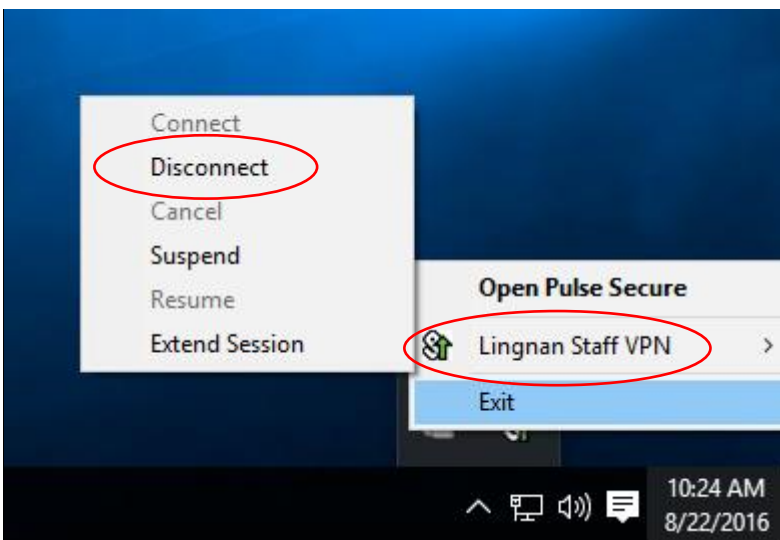 Connect
Disconnect
Cancel
Suspend
Resume
Extend Session
Open Pulse Secure
Lingnan Staff VPN
Exit
10:24 AM
8/22/2016